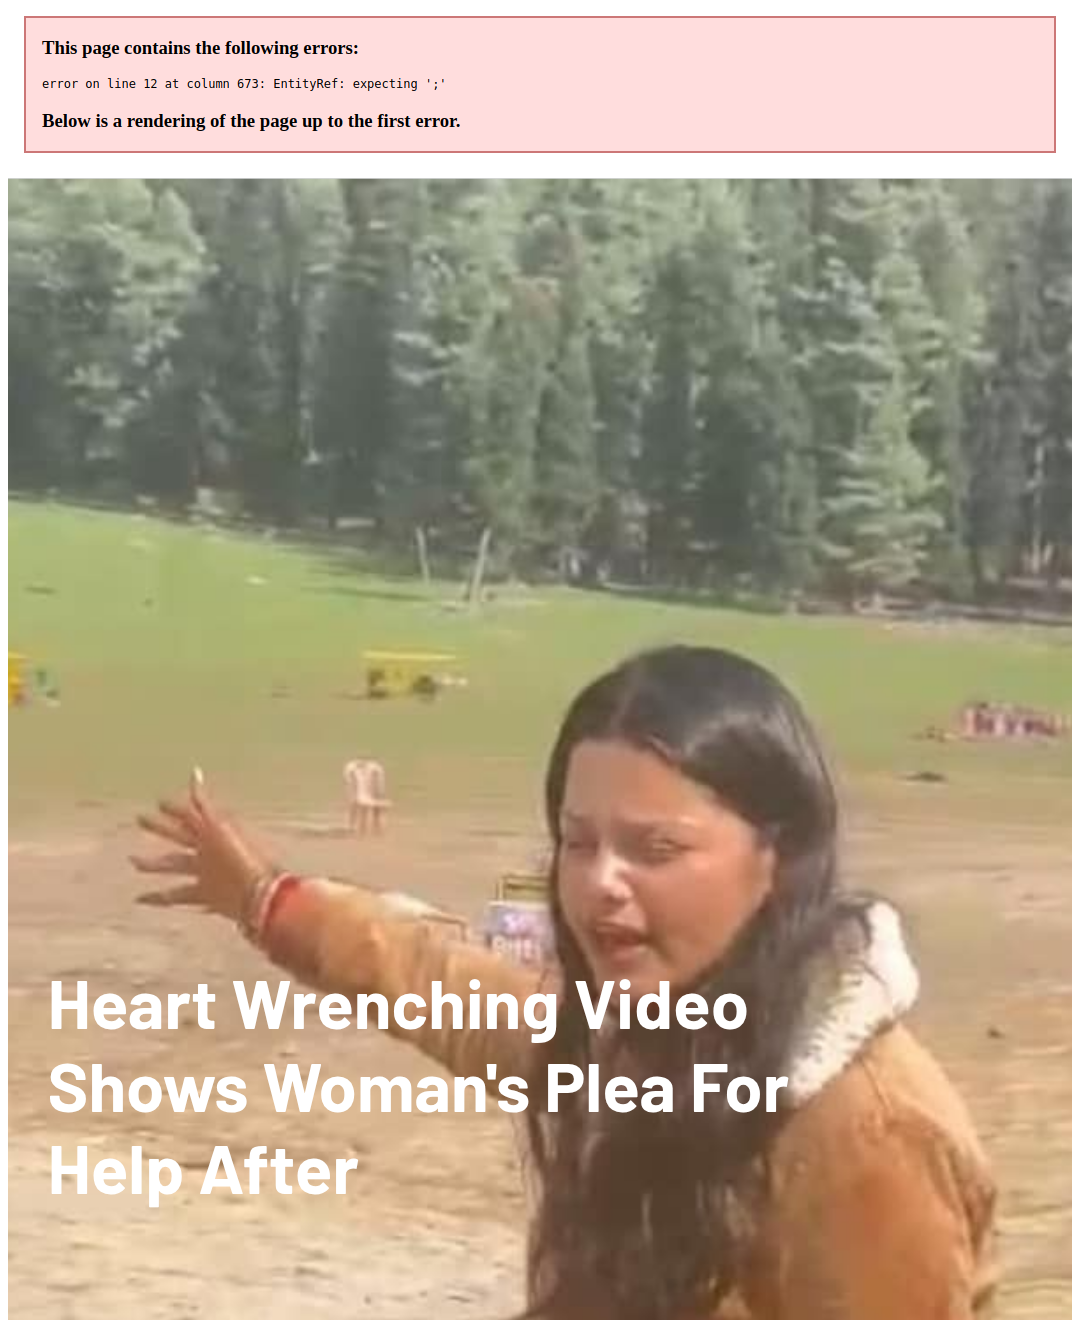 This page contains the following errors:
error on line 12 at column 673: EntityRef: expecting ';'
Below is a rendering of the page up to the first error.
Heart Wrenching Video
Shows Woman's Plea For
Help After